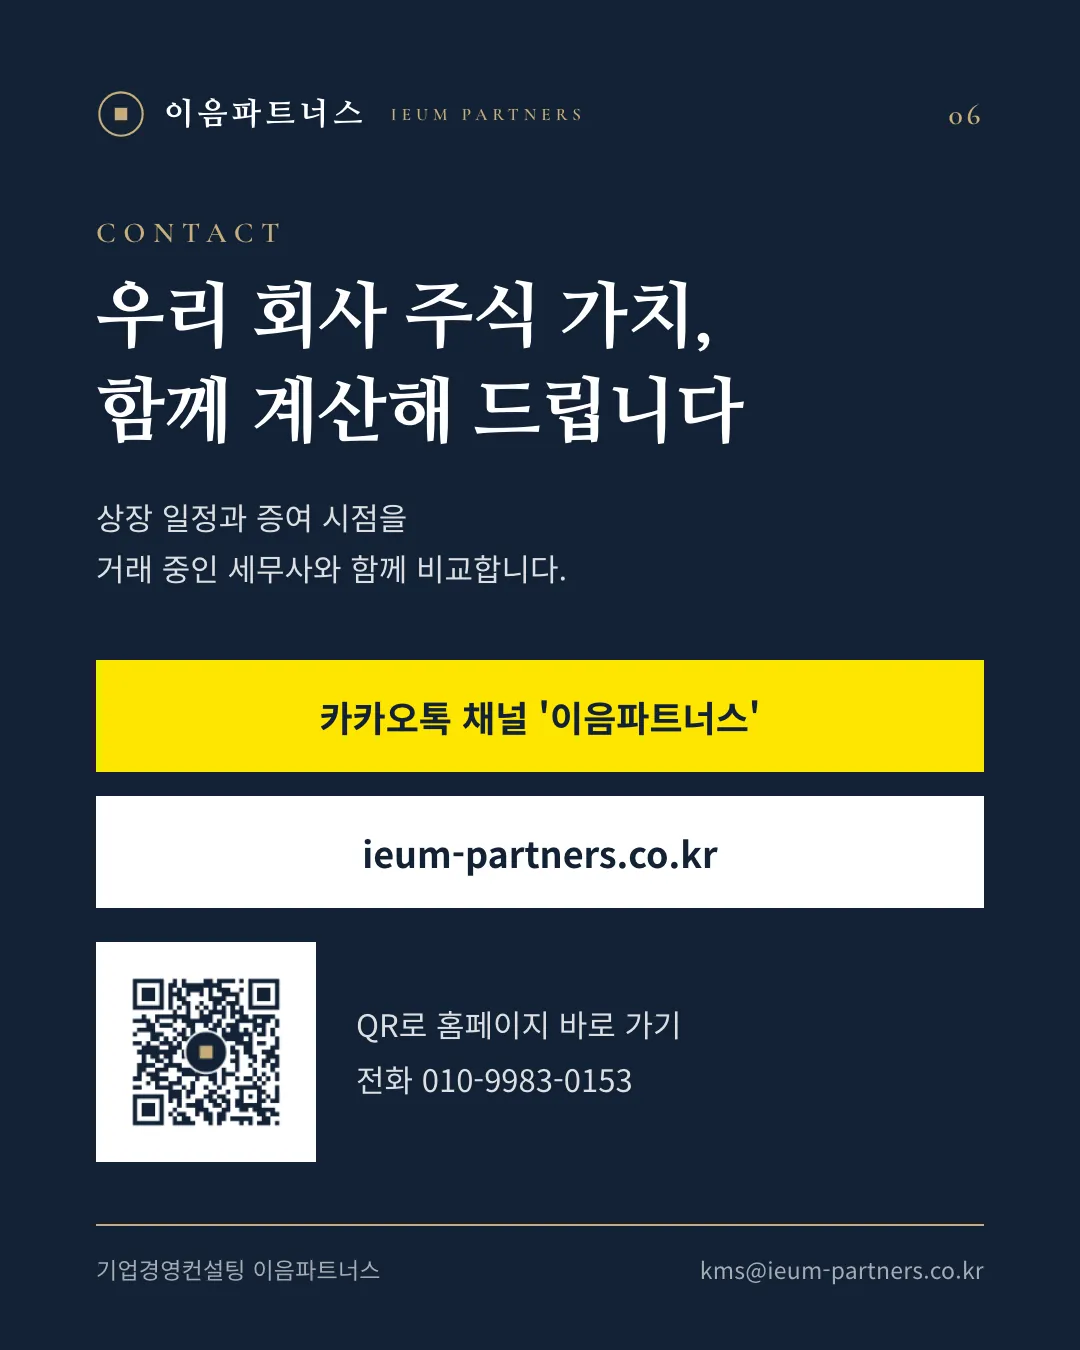 이음파트너스 IEUM PARTNERS 06
CONTACT
우리 회사 주식 가치,
함께 계산해 드립니다
상장 일정과 증여 시점을
거래 중인 세무사와 함께 비교합니다.
카카오톡 채널 '이음파트너스'
ieum-partners.co.kr
QR로 홈페이지 바로 가기
전화 010-9983-0153
기업경영컨설팅 이음파트너스 kms@ieum-partners.co.kr